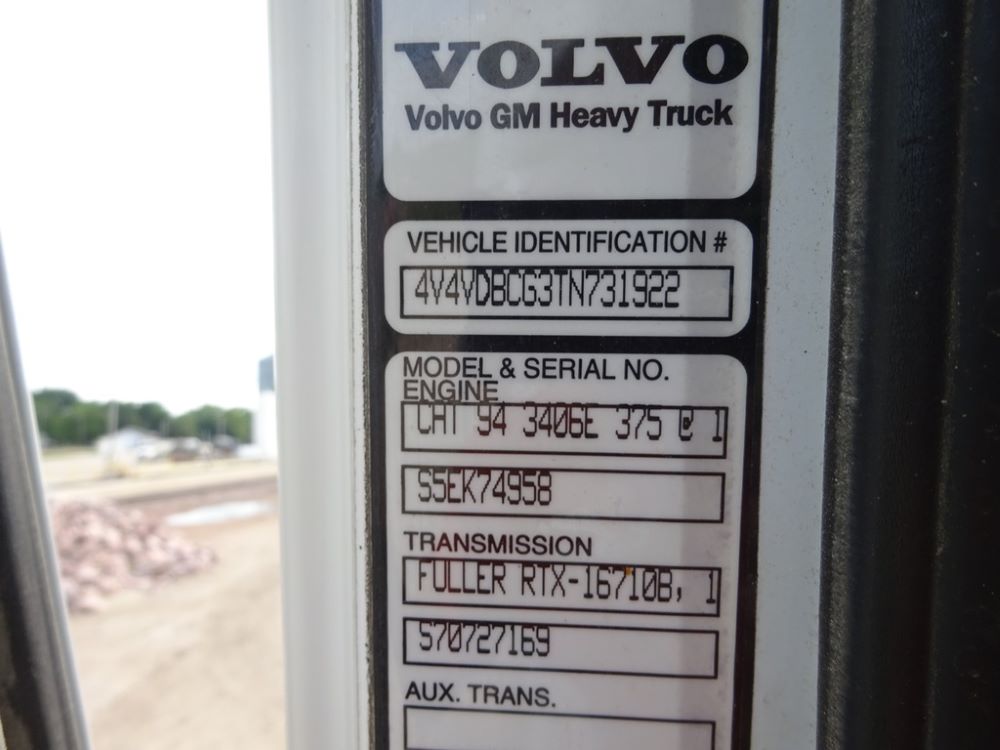 VOLVO
Volvo GM Heavy Truck
VEHICLE IDENTIFICATION #
4V4VDBCG3TN731922
MODEL & SERIAL NO.
ENGINE
CAT 94 3406E 375 @ 1
S5EK74958
TRANSMISSION
FULLER RTX-16710B, 1
S70727169
AUX. TRANS.